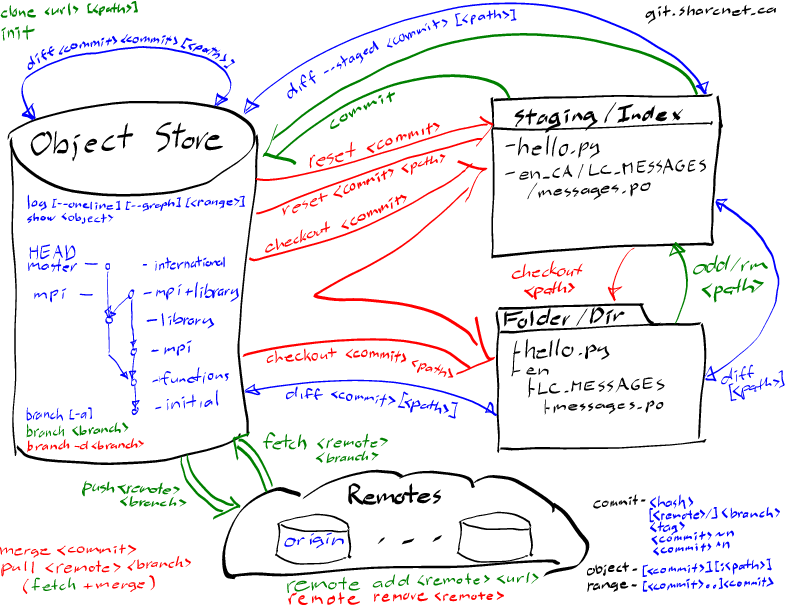 clone <url> [<path>]
init
git.sharcnet.ca
diff <commit> <commit> [<path>]
diff --staged <commit> [<path>]
commit
Object Store
reset <commit>
reset <commit> <path>
checkout <commit>
Staging/Index
-hello.py
-en_CA/LC_MESSAGES
/messages.po
log [--oneline] [--graph] [<range>]
show <object>
HEAD
master
mpi
-international
-mpi+library
-library
-mpi
-functions
-initial
branch [-a]
branch <branch>
branch -d <branch>
checkout
<path>
add/rm
<path>
Folder/Dir
hello.py
en
LC_MESSAGES
messages.po
checkout <commit> <path>
diff <commit> [<path>]
diff
[<path>]
fetch <remote>
<branch>
push <remote>
<branch>
Remotes
origin
- - -
remote add <remote> <url>
remote remove <remote>
merge <commit>
pull <remote> <branch>
(fetch + merge)
commit - <hash>
[<remote>/]<branch>
<tag>
<commit>~n
<commit>^n
object - [<commit>][:<path>]
range - [<commit>..]<commit>